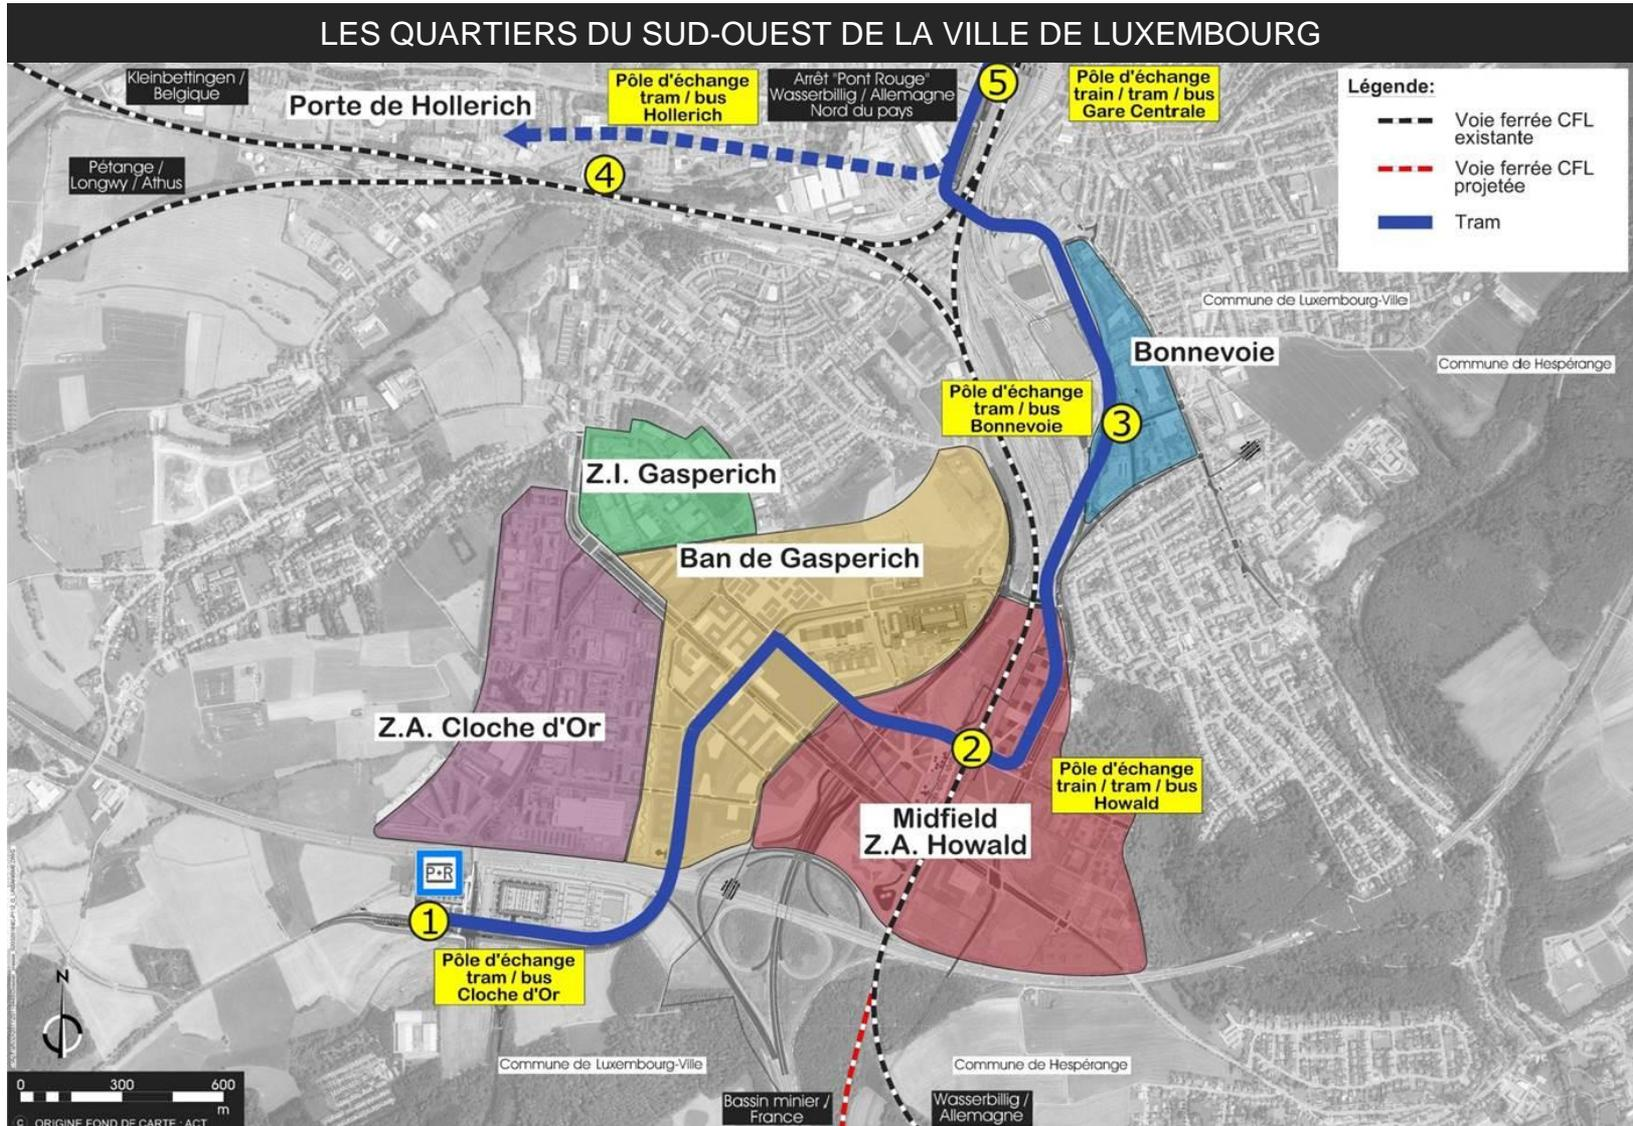 LES QUARTIERS DU SUD-OUEST DE LA VILLE DE LUXEMBOURG
Kleinbettingen /
Belgique
Porte de Hollerich
Pôle d'échange
tram / bus
Hollerich
Arrêt "Pont Rouge"
Wasserbillig / Allemagne
Nord du pays
5
Pôle d'échange
train / tram / bus
Gare Centrale
Légende:
Voie ferrée CFL
existante
Voie ferrée CFL
projetée
Tram
Pétange /
Longwy / Athus
4
Commune de Luxembourg-Ville
Bonnevoie
Commune de Hespérange
Pôle d'échange
tram / bus
Bonnevoie
3
Z.I. Gasperich
Ban de Gasperich
Z.A. Cloche d'Or
2
Pôle d'échange
train / tram / bus
Howald
Midfield
Z.A. Howald
P+R
1
Pôle d'échange
tram / bus
Cloche d'Or
N
Commune de Luxembourg-Ville
Commune de Hespérange
0 300 600
m
Bassin minier /
France
Wasserbillig /
Allemagne
© ORIGINE FOND DE CARTE : ACT